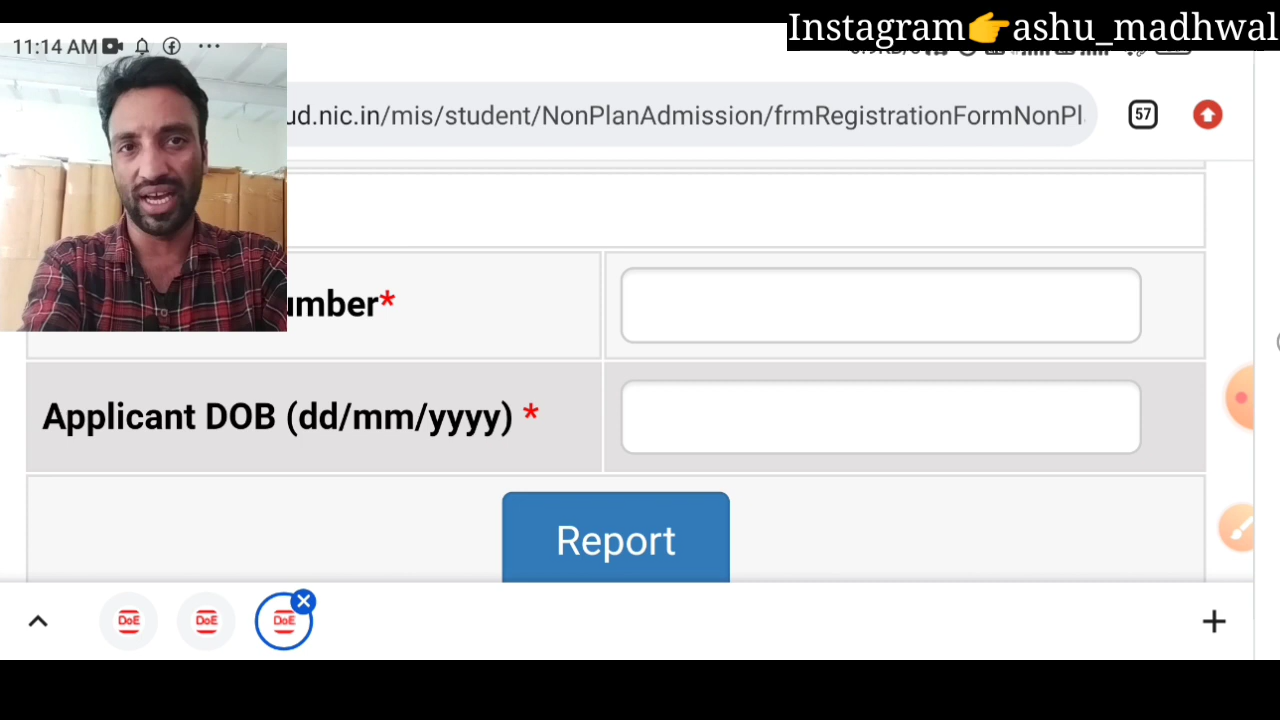 Instagram👉ashu_madhwal
11:14 AM
ud.nic.in/mis/student/NonPlanAdmission/frmRegistrationFormNonPl
57
umber*
Applicant DOB (dd/mm/yyyy) *
Report
DoE DoE DoE